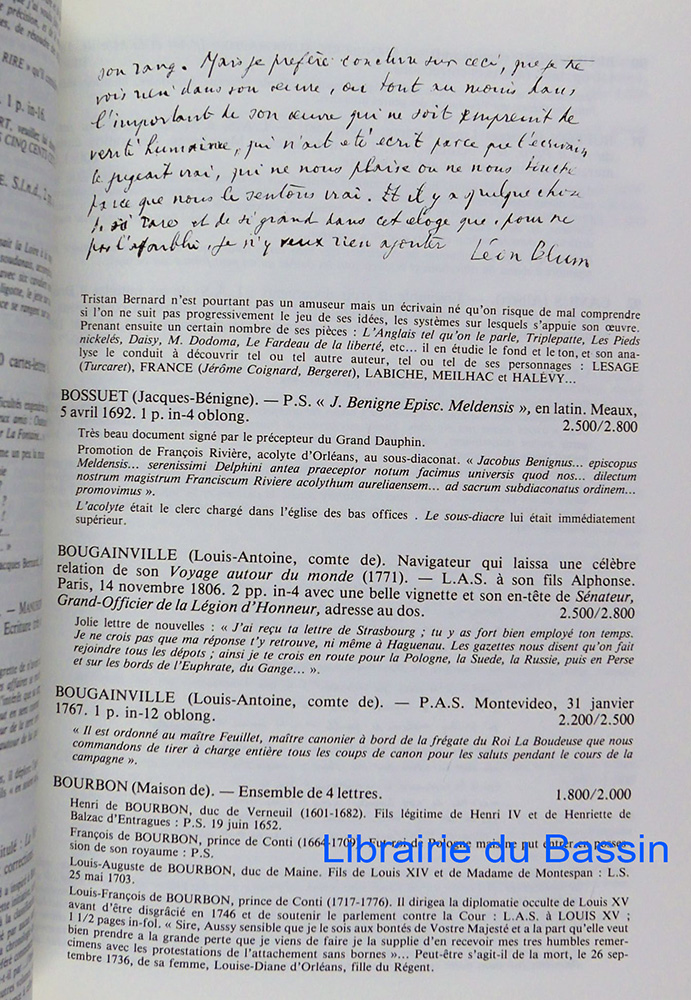 son rang. Mais je préfère conclure sur ceci, que je ne
vois rien dans son œuvre, ou tout au moins dans
l'important de son œuvre qui ne soit empreint de
vérité humaine, qui n'ait été écrit parce que l'écrivain
le jugeait vrai, qui ne nous plaise ou ne nous touche
parce que nous le sentons vrai. Et il y a quelque chose
de si rare et de si grand dans cet éloge que, pour ne
pas l'affaiblir, je n'y veux rien ajouter Léon Blum
Tristan Bernard n'est pourtant pas un amuseur mais un écrivain né qu'on risque de mal comprendre
si l'on ne suit pas progressivement le jeu de ses idées, les systèmes sur lesquels s'appuie son œuvre.
Prenant ensuite un certain nombre de ses pièces : L'Anglais tel qu'on le parle, Triplepatte, Les Pieds
nickelés, Daisy, M. Dodoma, Le Fardeau de la liberté, etc... il en étudie le fond et le ton, et son ana-
lyse le conduit à découvrir tel ou tel autre auteur, tel ou tel de ses personnages : LESAGE
(Turcaret), FRANCE (Jérôme Coignard, Bergeret), LABICHE, MEILHAC et HALÉVY...
BOSSUET (Jacques-Bénigne). — P.S. « J. Benigne Episc. Meldensis », en latin. Meaux,
5 avril 1692. 1 p. in-4 oblong. 2.500/2.800
Très beau document signé par le précepteur du Grand Dauphin.
Promotion de François Rivière, acolyte d'Orléans, au sous-diaconat. « Jacobus Benignus... episcopus
Meldensis... serenissimi Delphini antea praeceptor notum facimus universis quod nos... dilectum
nostrum magistrum Franciscum Riviere acolythum aureliaensem... ad sacrum subdiaconatus ordinem...
promovimus ».
L'acolyte était le clerc chargé dans l'église des bas offices . Le sous-diacre lui était immédiatement
supérieur.
BOUGAINVILLE (Louis-Antoine, comte de). Navigateur qui laissa une célèbre
relation de son Voyage autour du monde (1771). — L.A.S. à son fils Alphonse.
Paris, 14 novembre 1806. 2 pp. in-4 avec une belle vignette et son en-tête de Sénateur,
Grand-Officier de la Légion d'Honneur, adresse au dos. 2.500/2.800
Jolie lettre de nouvelles : « J'ai reçu ta lettre de Strasbourg ; tu y as fort bien employé ton temps.
Je ne crois pas que ma réponse t'y retrouve, ni même à Haguenau. Les gazettes nous disent qu'on fait
rejoindre tous les dépots ; ainsi je te crois en route pour la Pologne, la Suede, la Russie, puis en Perse
et sur les bords de l'Euphrate, du Gange... ».
BOUGAINVILLE (Louis-Antoine, comte de). — P.A.S. Montevideo, 31 janvier
1767. 1 p. in-12 oblong. 2.200/2.500
« Il est ordonné au maître Feuillet, maître canonier à bord de la frégate du Roi La Boudeuse que nous
commandons de tirer à charge entière tous les coups de canon pour les saluts pendant le cours de la
campagne ».
BOURBON (Maison de). — Ensemble de 4 lettres. 1.800/2.000
Henri de BOURBON, duc de Verneuil (1601-1682). Fils légitime de Henri IV et de Henriette de
Balzac d'Entragues : P.S. 19 juin 1652.
François de BOURBON, prince de Conti (1664-1709). Fut roi de Pologne mais ne put entrer en posses-
sion de son royaume : P.S.
Librairie du Bassin
Louis-Auguste de BOURBON, duc de Maine. Fils de Louis XIV et de Madame de Montespan : L.S.
25 mai 1703.
Louis-François de BOURBON, prince de Conti (1717-1776). Il dirigea la diplomatie occulte de Louis XV
avant d'être disgrâcié en 1746 et de soutenir le parlement contre la Cour : L.A.S. à LOUIS XV ;
1 1/2 pages in-fol. « Sire, Aussy sensible que je le sois aux bontés de Vostre Majesté et a la part qu'elle veut
bien prendre a la grande perte que je viens de faire je la supplie d'en recevoir mes tres humbles remer-
cimens avec les protestations de l'attachement sans bornes »... Peut-être s'agit-il de la mort, le 26 sep-
tembre 1736, de sa femme, Louise-Diane d'Orléans, fille du Régent.